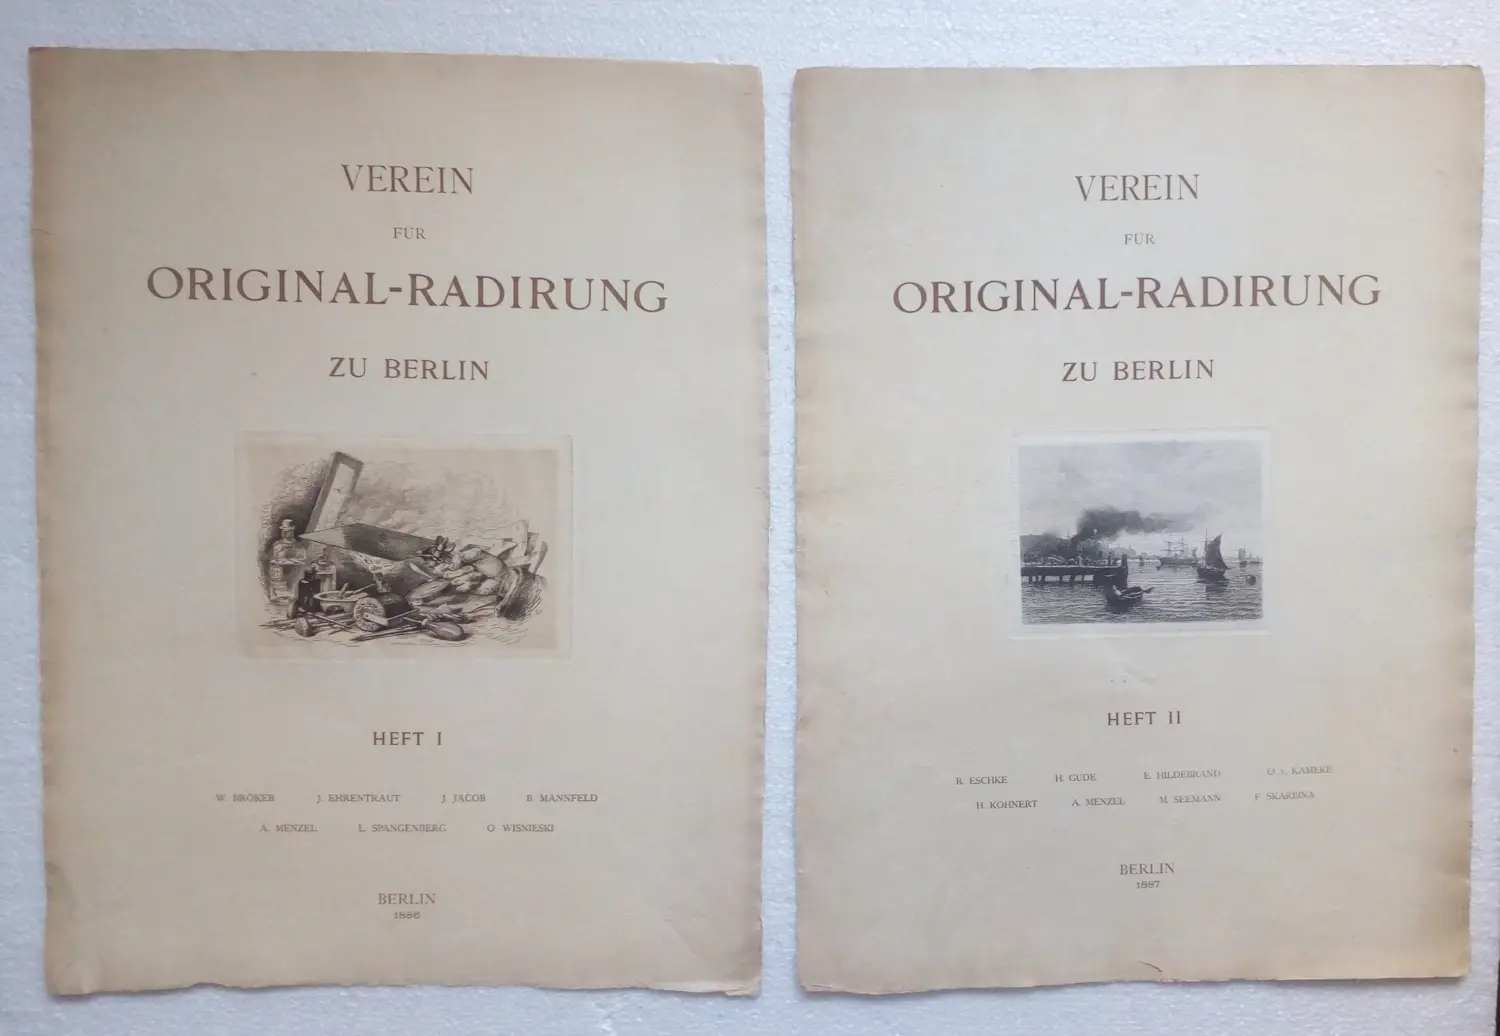 VEREIN
FÜR
ORIGINAL-RADIRUNG
ZU BERLIN
HEFT I
W. BRÖKER J. EHRENTRAUT J. JACOB B. MANNFELD
A. MENZEL L. SPANGENBERG O. WISNIESKI
BERLIN
1886
VEREIN
FÜR
ORIGINAL-RADIRUNG
ZU BERLIN
HEFT II
R. ESCHKE H. GUDE E. HILDEBRAND O. v. KAMEKE
H. KOHNERT A. MENZEL M. SEEMANN F. SKARBINA
BERLIN
1887